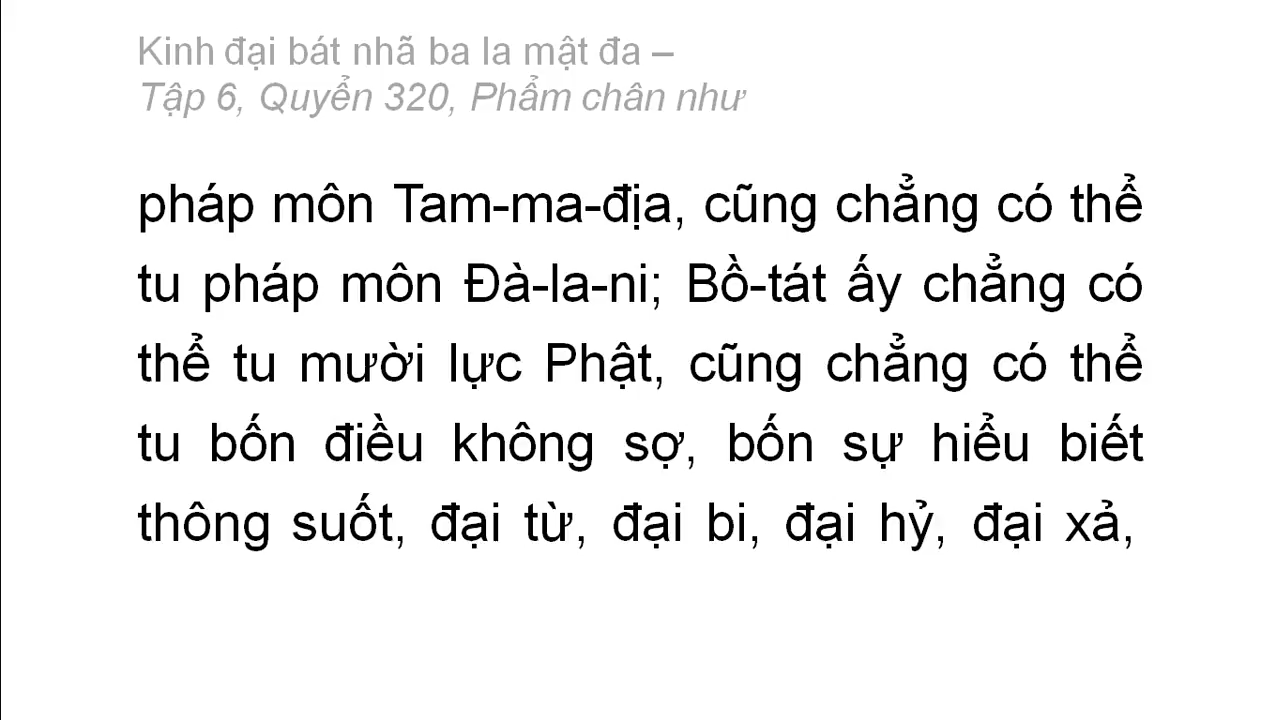 Kinh đại bát nhã ba la mật đa –
Tập 6, Quyển 320, Phẩm chân như
pháp môn Tam-ma-địa, cũng chẳng có thể
tu pháp môn Đà-la-ni; Bồ-tát ấy chẳng có
thể tu mười lực Phật, cũng chẳng có thể
tu bốn điều không sợ, bốn sự hiểu biết
thông suốt, đại từ, đại bi, đại hỷ, đại xả,